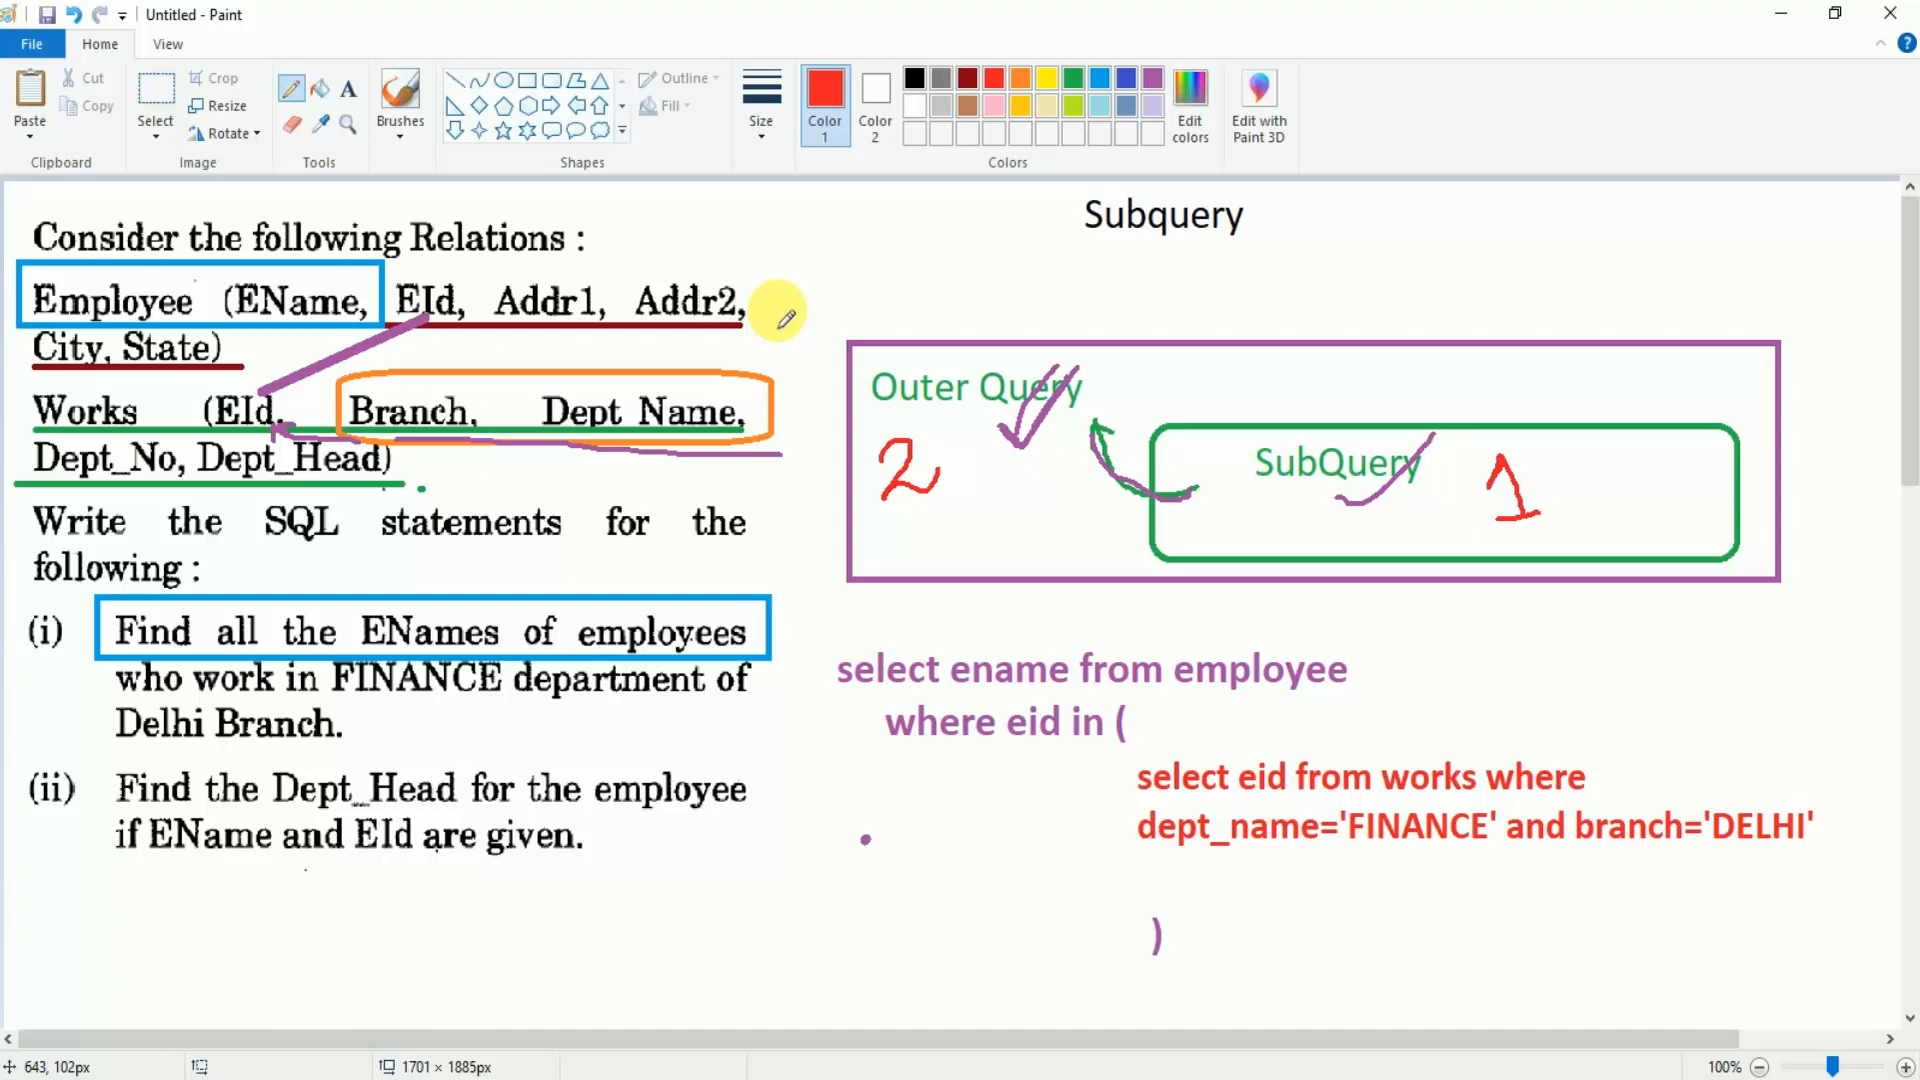 Untitled - Paint
File Home View
Paste
Cut
Copy
Clipboard
Select
Crop
Resize
Rotate
Image
Tools
Brushes
Shapes
Outline
Fill
Size
Color 1
Color 2
Colors
Edit colors
Edit with Paint 3D
Consider the following Relations :
Employee (EName, EId, Addr1, Addr2,
City, State)
Works (EId, Branch, Dept_Name,
Dept_No, Dept_Head)
Write the SQL statements for the
following :
(i) Find all the ENames of employees
who work in FINANCE department of
Delhi Branch.
(ii) Find the Dept_Head for the employee
if EName and EId are given.
Subquery
Outer Query
2
SubQuery
1
select ename from employee
where eid in (
select eid from works where
dept_name='FINANCE' and branch='DELHI'
)
643, 102px
1701 × 1885px
100%